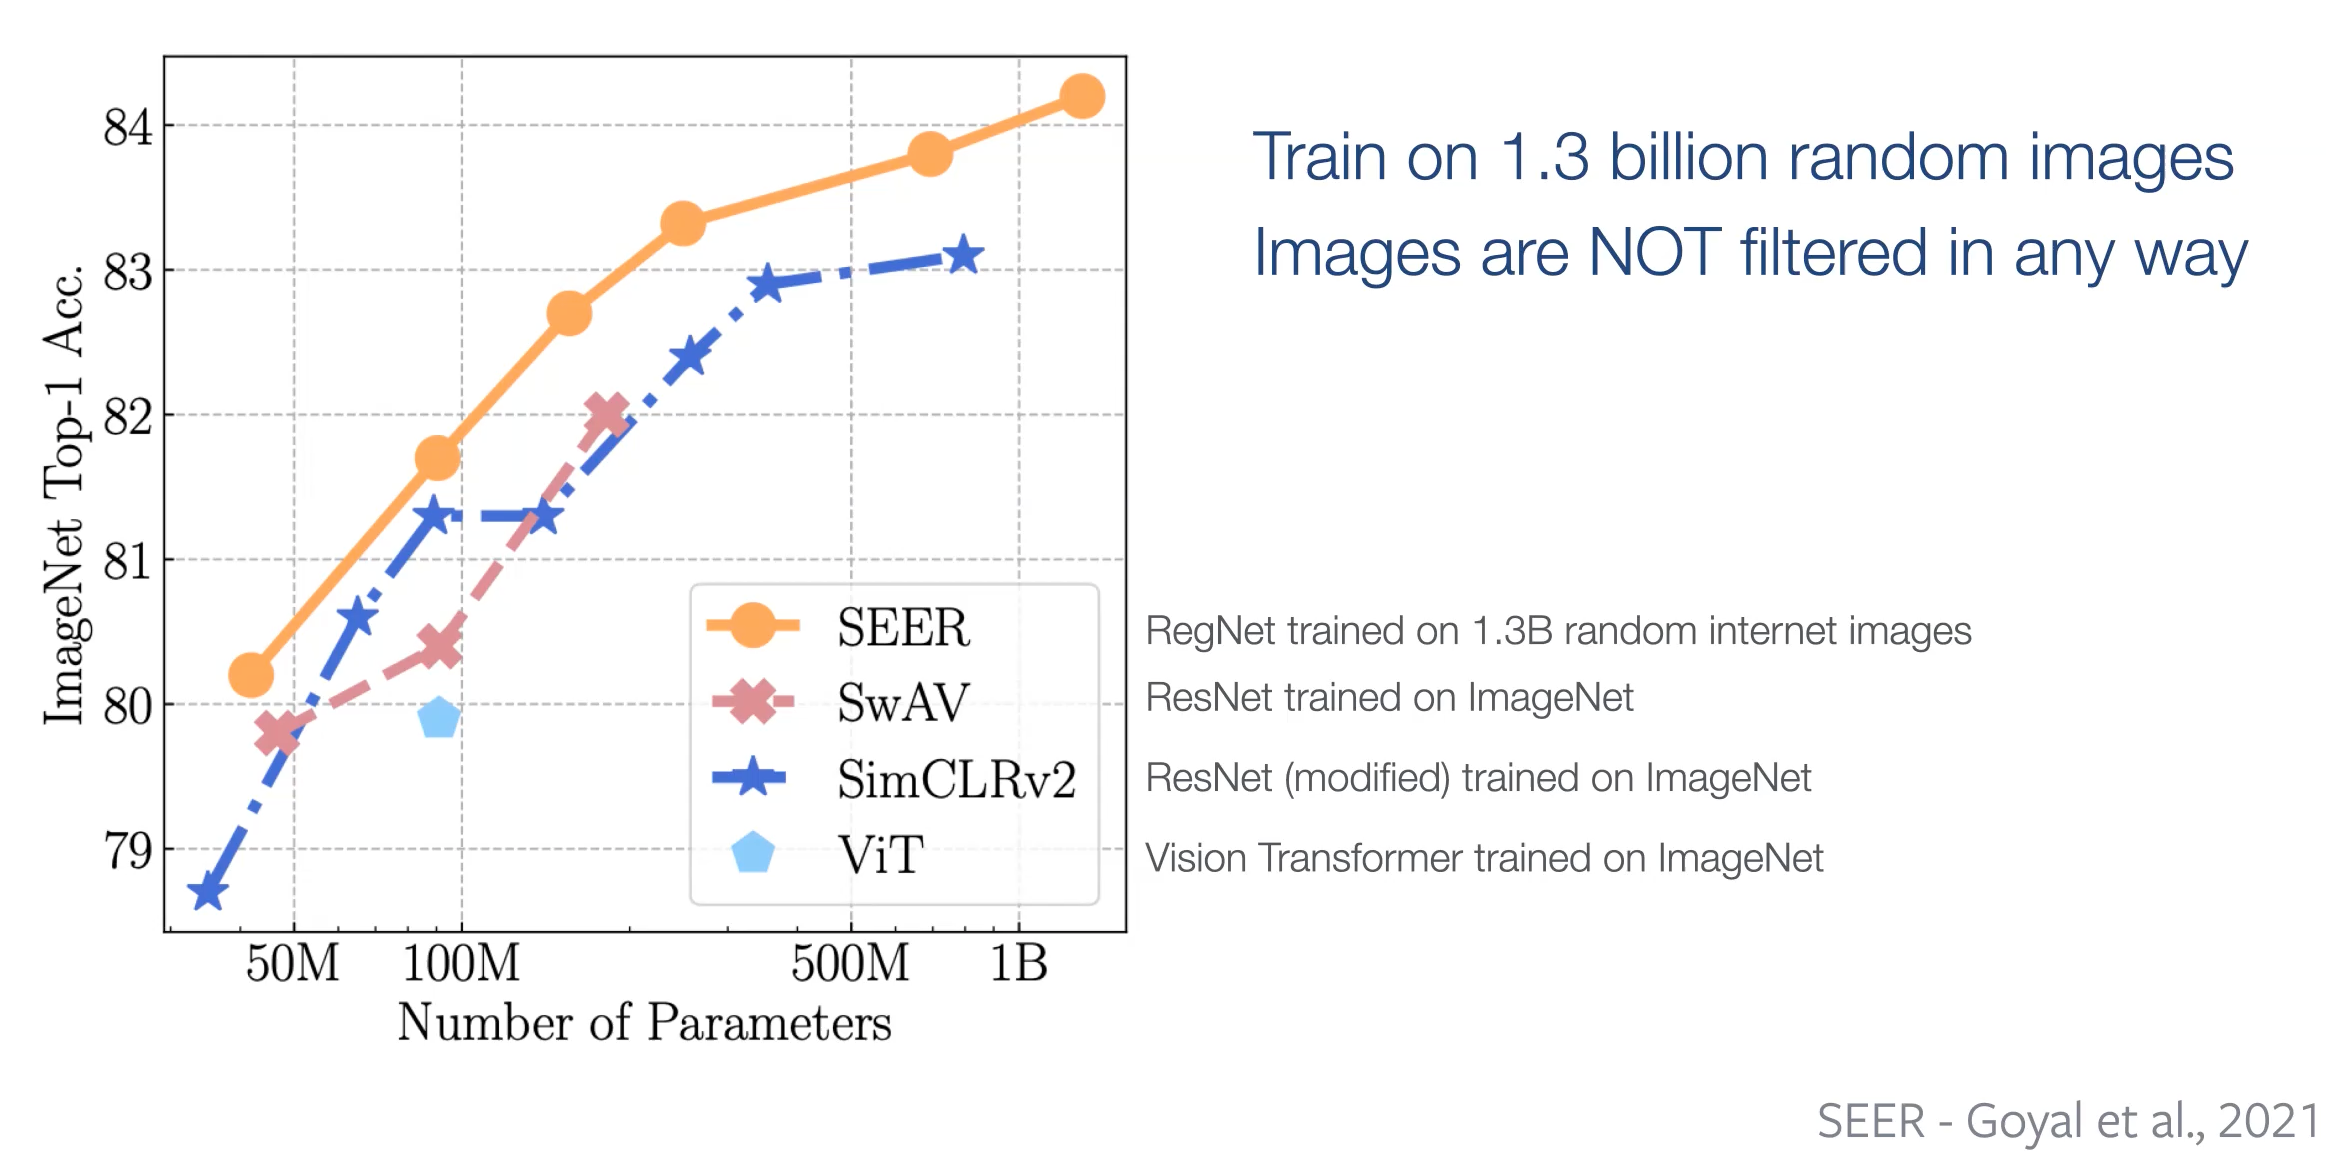 Train on 1.3 billion random images
Images are NOT filtered in any way
ImageNet Top-1 Acc.
84
83
82
81
80
79
50M
100M
500M
1B
Number of Parameters
SEER
RegNet trained on 1.3B random internet images
SwAV
ResNet trained on ImageNet
SimCLRv2
ResNet (modified) trained on ImageNet
ViT
Vision Transformer trained on ImageNet
SEER - Goyal et al., 2021